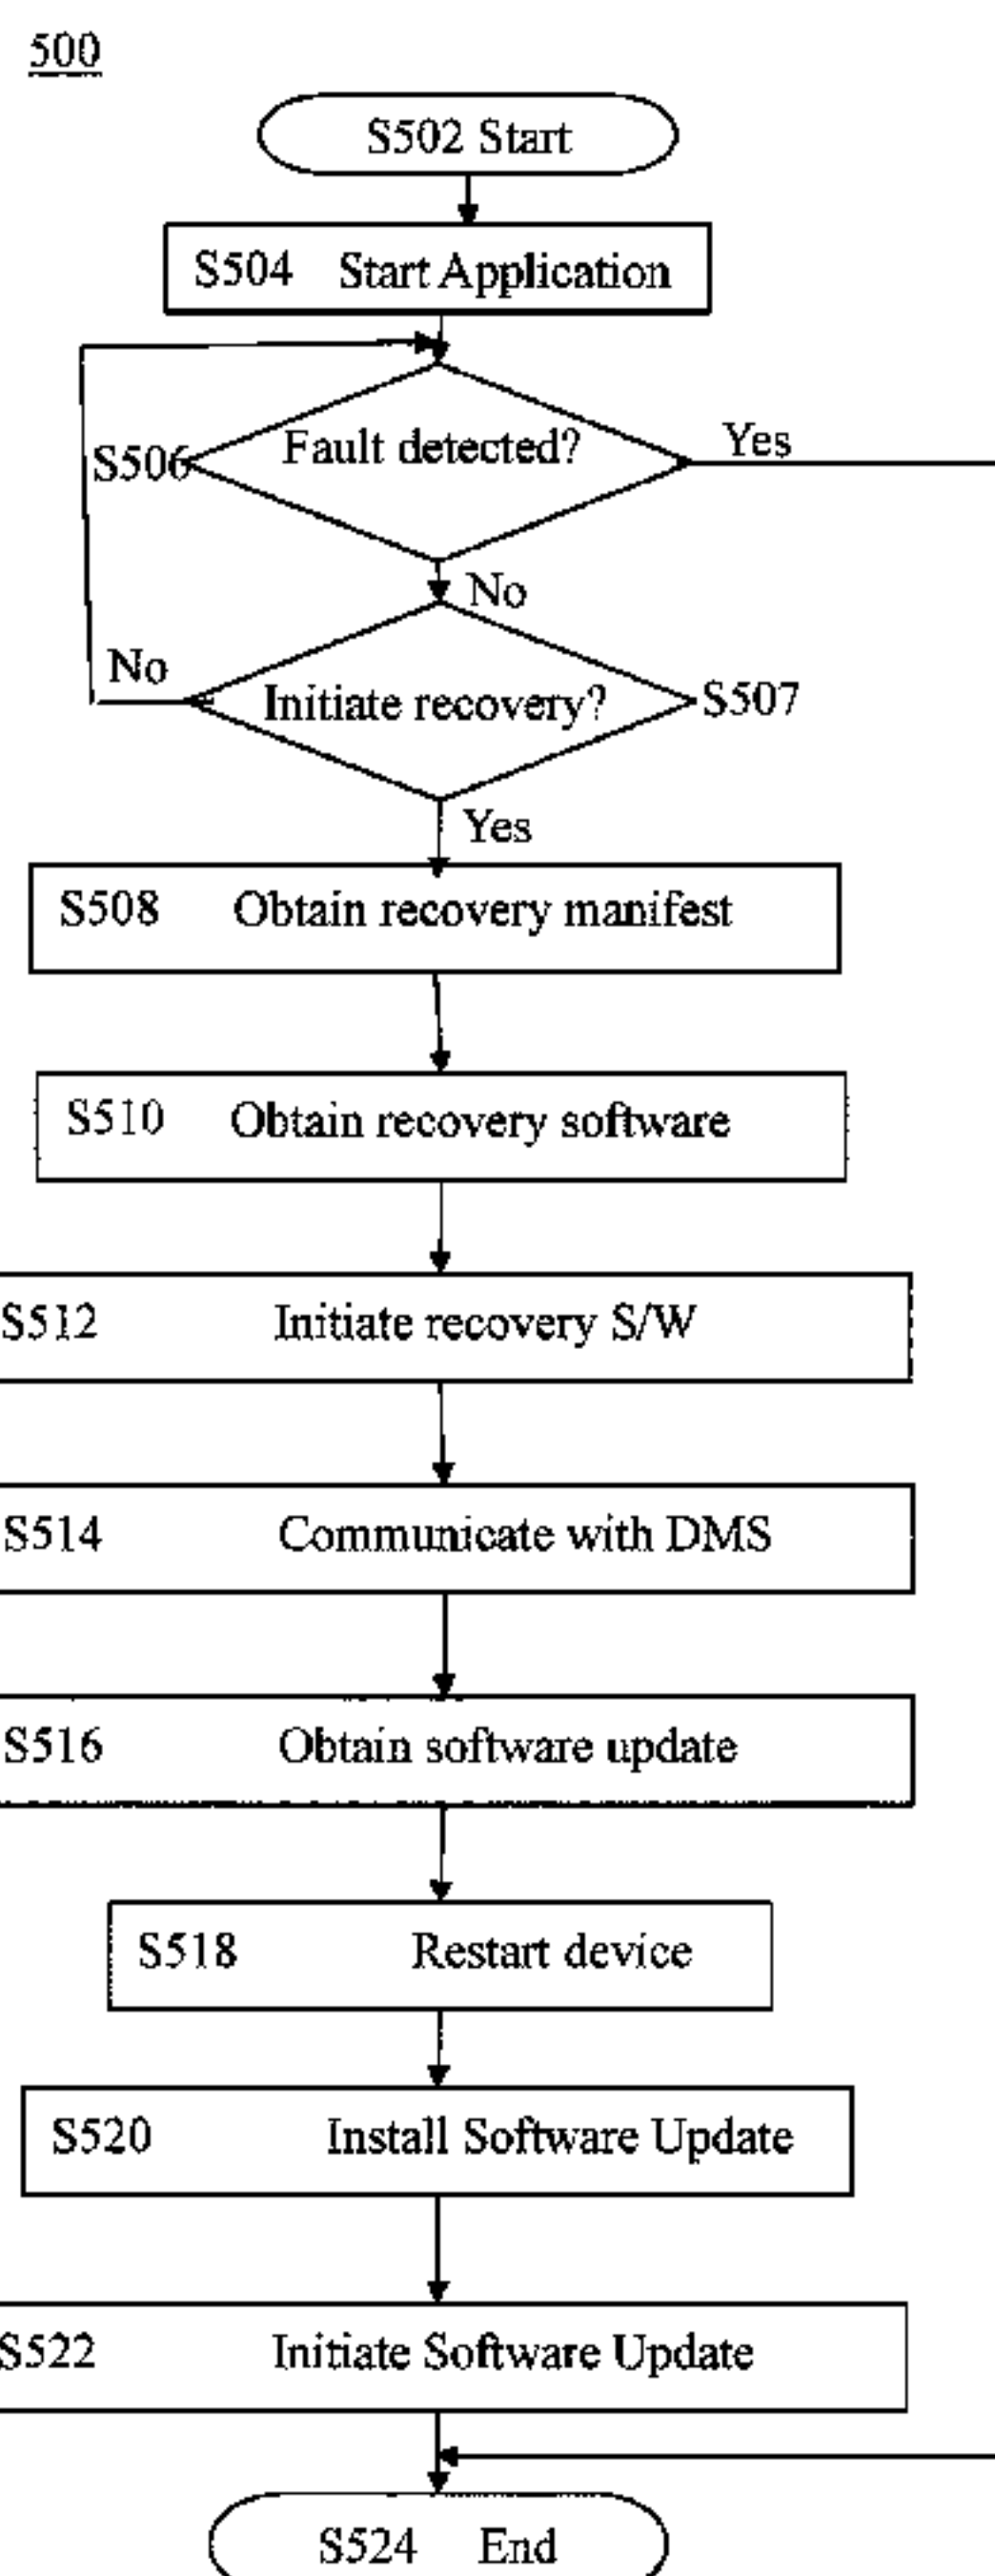 500
S502 Start
S504 Start Application
Fault detected?
Yes
S506
No
No
Initiate recovery?
S507
Yes
S508 Obtain recovery manifest
S510 Obtain recovery software
S512 Initiate recovery S/W
S514 Communicate with DMS
S516 Obtain software update
S518 Restart device
S520 Install Software Update
S522 Initiate Software Update
S524 End